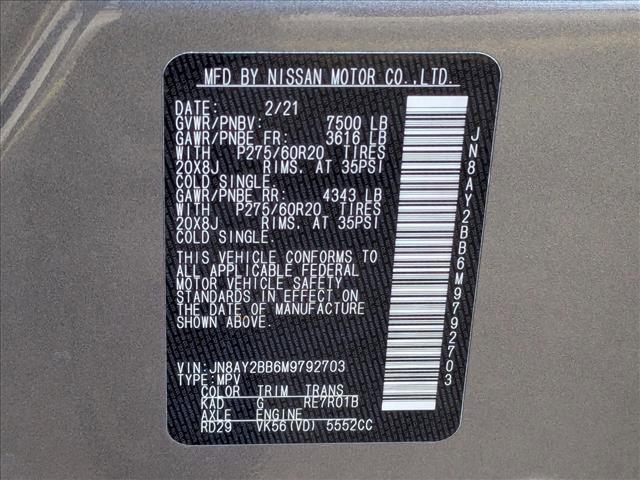 MFD BY NISSAN MOTOR CO.,LTD.
DATE: 2/21
GVWR/PNBV: 7500 LB
GAWR/PNBE FR: 3616 LB
WITH P275/60R20 TIRES
20X8J RIMS. AT 35PSI
COLD SINGLE.
GAWR/PNBE RR: 4343 LB
WITH P275/60R20 TIRES
20X8J RIMS. AT 35PSI
COLD SINGLE.
THIS VEHICLE CONFORMS TO
ALL APPLICABLE FEDERAL
MOTOR VEHICLE SAFETY
STANDARDS IN EFFECT ON
THE DATE OF MANUFACTURE
SHOWN ABOVE.
VIN:JN8AY2BB6M9792703
TYPE:MPV
COLOR TRIM TRANS
KAD G RE7R01B
AXLE ENGINE
RD29 VK56(VD) 5552CC
JN8AY2BB6M9792703